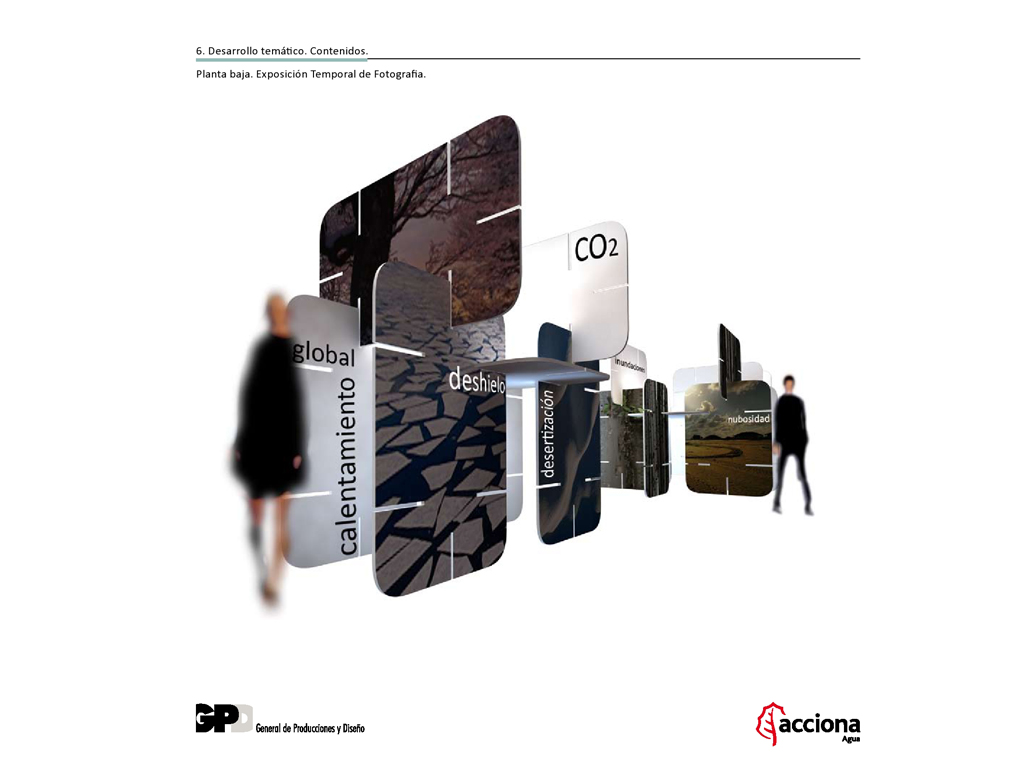 6. Desarrollo temático. Contenidos.
Planta baja. Exposición Temporal de Fotografia.
CO2
global
calentamiento
deshielo
desertización
inundaciones
nubosidad
GPD General de Producciones y Diseño
acciona
Agua